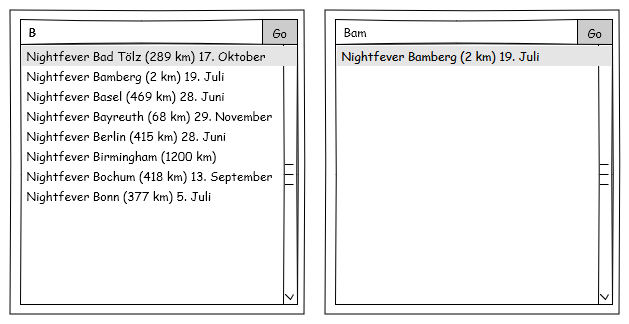 B Go
Nightfever Bad Tölz (289 km) 17. Oktober
Nightfever Bamberg (2 km) 19. Juli
Nightfever Basel (469 km) 28. Juni
Nightfever Bayreuth (68 km) 29. November
Nightfever Berlin (415 km) 28. Juni
Nightfever Birmingham (1200 km)
Nightfever Bochum (418 km) 13. September
Nightfever Bonn (377 km) 5. Juli
Bam Go
Nightfever Bamberg (2 km) 19. Juli